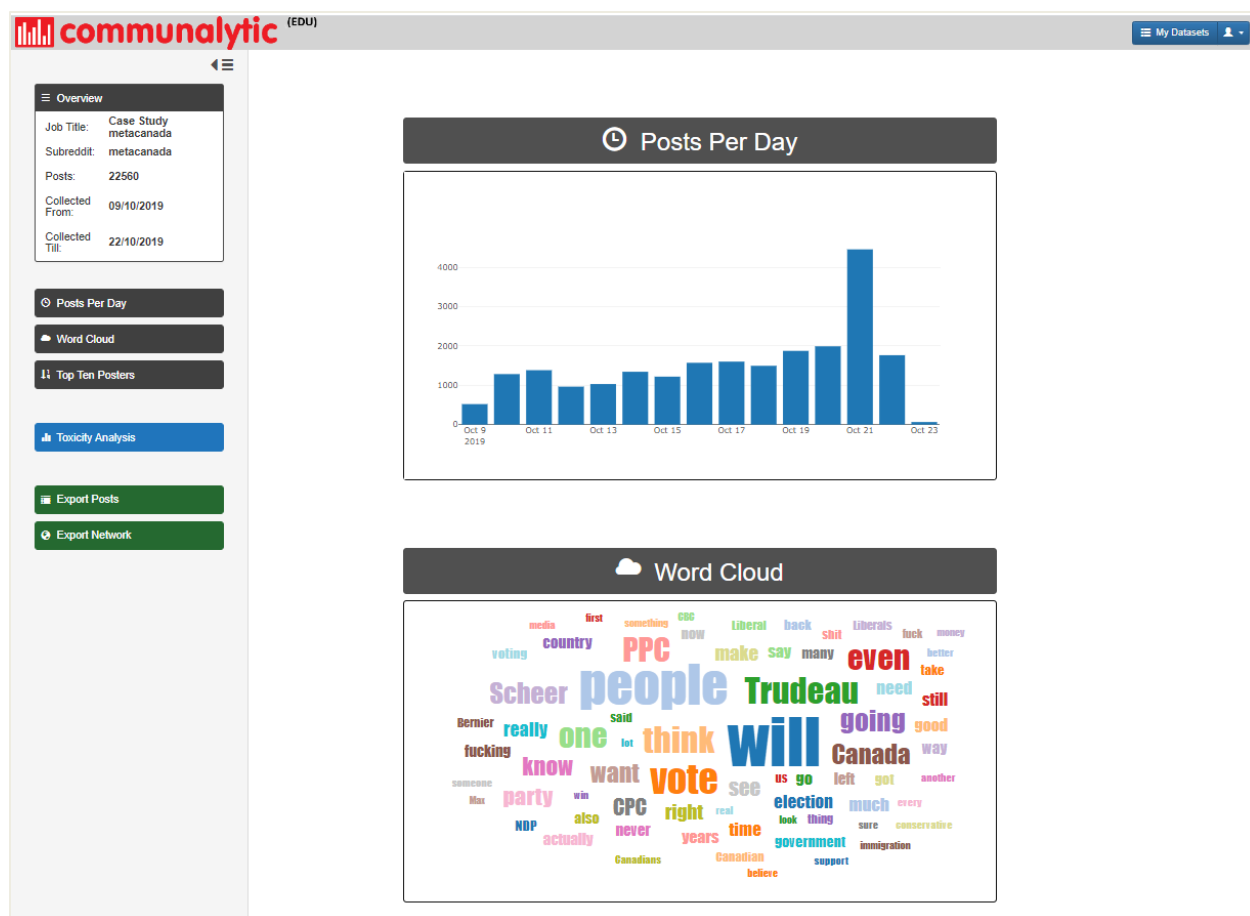 communalytic (EDU)
My Datasets
Overview
Job Title: Case Study metacanada
Subreddit: metacanada
Posts: 22560
Collected From: 09/10/2019
Collected Till: 22/10/2019
Posts Per Day
Word Cloud
Top Ten Posters
Toxicity Analysis
Export Posts
Export Network
Posts Per Day
4000
3000
2000
1000
0
Oct 9 Oct 11 Oct 13 Oct 15 Oct 17 Oct 19 Oct 21 Oct 23
2019
Word Cloud
media first something CBC Liberal back Liberals fuck money
voting country PPC now make say many shit even better
take
Scheer people Trudeau need still
Bernier really one said think will going good
fucking lot Canada way
know want vote see us go left got another
someone
Max party win CPC right real election much every
NDP also never years time look thing sure conservative
actually government immigration
Canadians Canadian support
believe